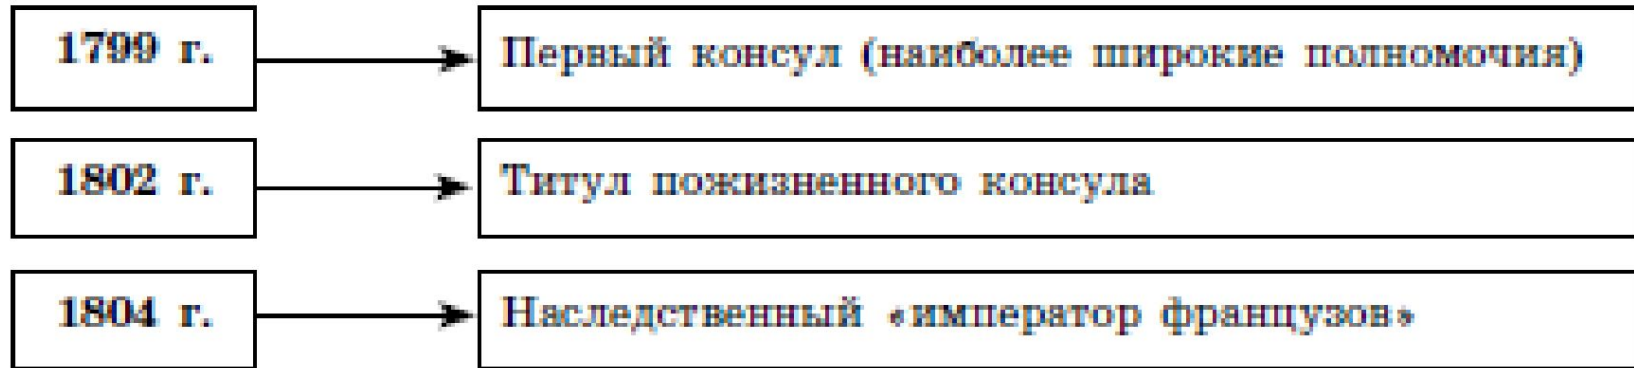 1799 г. Первый консул (наиболее широкие полномочия)
1802 г. Титул пожизненного консула
1804 г. Наследственный «император французов»